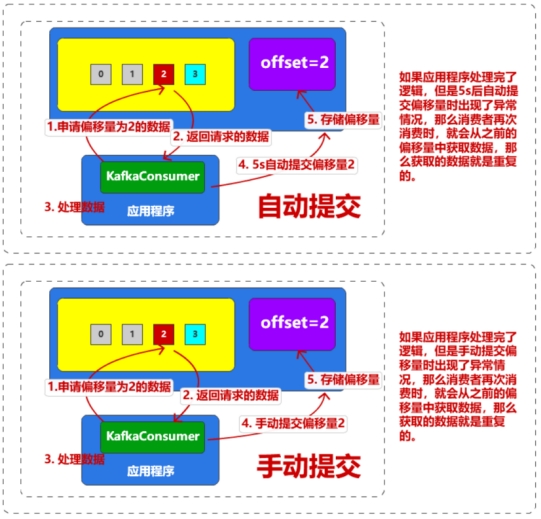 offset=2
0 1 2 3
5. 存储偏移量
1.申请偏移量为2的数据
2. 返回请求的数据
4. 5s自动提交偏移量2
KafkaConsumer
3. 处理数据
应用程序
自动提交
如果应用程序处理完了
逻辑，但是5s后自动提
交偏移量时出现了异常
情况，那么消费者再次
消费时，就会从之前的
偏移量中获取数据，那
么获取的数据就是重复
的。
offset=2
0 1 2 3
5. 存储偏移量
1.申请偏移量为2的数据
2. 返回请求的数据
4. 手动提交偏移量2
KafkaConsumer
3. 处理数据
应用程序
手动提交
如果应用程序处理完了
逻辑，但是手动提交偏
移量时出现了异常情
况，那么消费者再次消
费时，就会从之前的偏
移量中获取数据，那么
获取的数据就是重复
的。